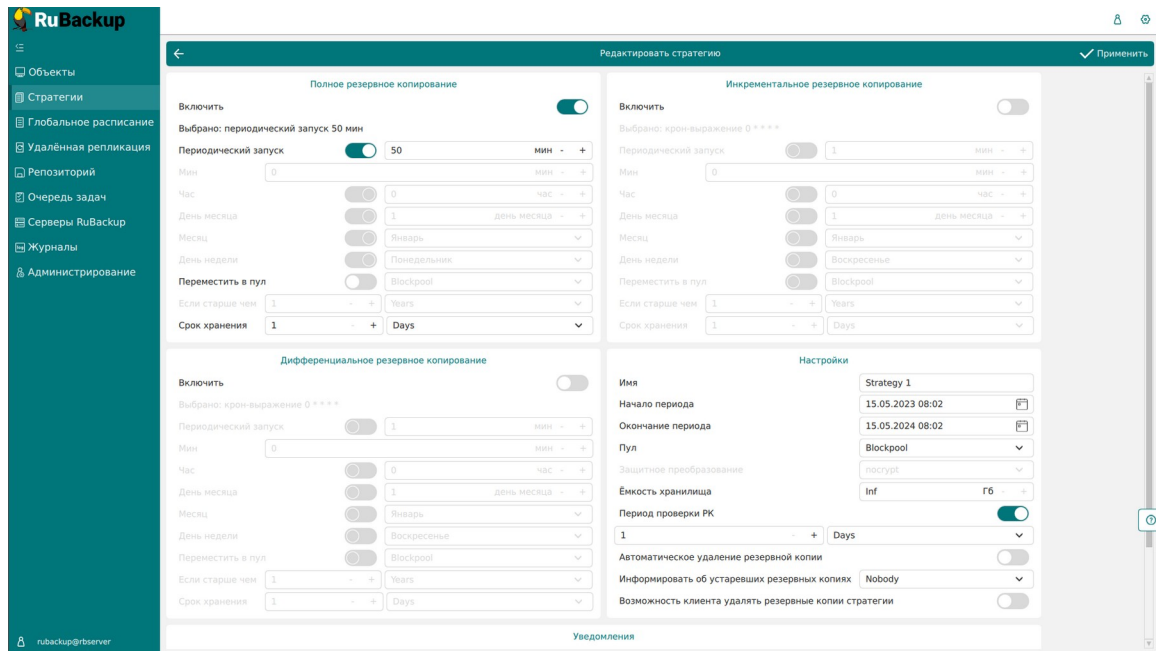 RuBackup
Объекты
Стратегии
Глобальное расписание
Удалённая репликация
Репозиторий
Очередь задач
Серверы RuBackup
Журналы
Администрирование
rubackup@rbserver
Редактировать стратегию
Применить
Полное резервное копирование
Включить
Выбрано: периодический запуск 50 мин
Периодический запуск 50 мин - +
Мин 0 мин - +
Час 0 час - +
День месяца 1 день месяца - +
Месяц Январь
День недели Понедельник
Переместить в пул Blockpool
Если старше чем 1 - + Years
Срок хранения 1 - + Days
Инкрементальное резервное копирование
Включить
Выбрано: крон-выражение 0 * * * *
Периодический запуск 1 мин - +
Мин 0 мин - +
Час 0 час - +
День месяца 1 день месяца - +
Месяц Январь
День недели Воскресенье
Переместить в пул Blockpool
Если старше чем 1 - + Years
Срок хранения 1 - + Days
Дифференциальное резервное копирование
Включить
Выбрано: крон-выражение 0 * * * *
Периодический запуск 1 мин - +
Мин 0 мин - +
Час 0 час - +
День месяца 1 день месяца - +
Месяц Январь
День недели Воскресенье
Переместить в пул Blockpool
Если старше чем 1 - + Years
Срок хранения 1 - + Days
Настройки
Имя Strategy 1
Начало периода 15.05.2023 08:02
Окончание периода 15.05.2024 08:02
Пул Blockpool
Защитное преобразование nocrypt
Ёмкость хранилища Inf Гб - +
Период проверки РК
1 - + Days
Автоматическое удаление резервной копии
Информировать об устаревших резервных копиях Nobody
Возможность клиента удалять резервные копии стратегии
Уведомления